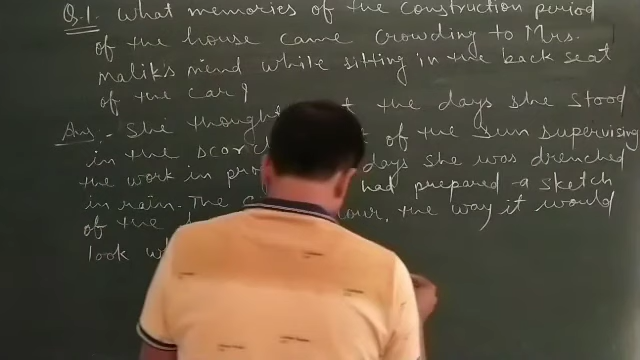 Q.1. What memories of the construction period
of the house came crowding to Mrs.
Malik's mind while sitting in the back seat
of the car?
Ans:- She thought the days she stood
in the of the sun supervising
the work in days she was drenched
in rain. The had prepared a sketch
of the the way it would
look